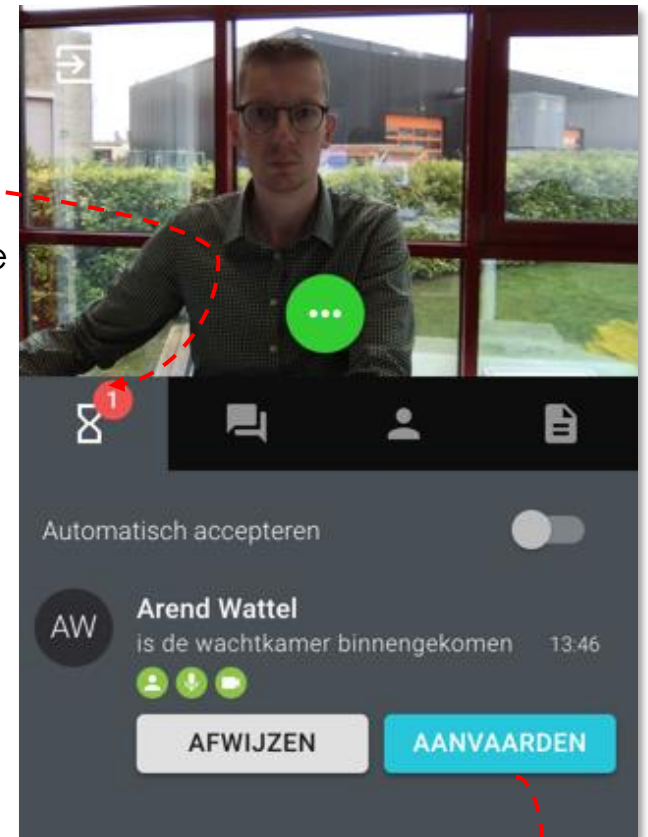 e
1
Automatisch accepteren
AW
Arend Wattel
is de wachtkamer binnengekomen 13:46
AFWIJZEN
AANVAARDEN